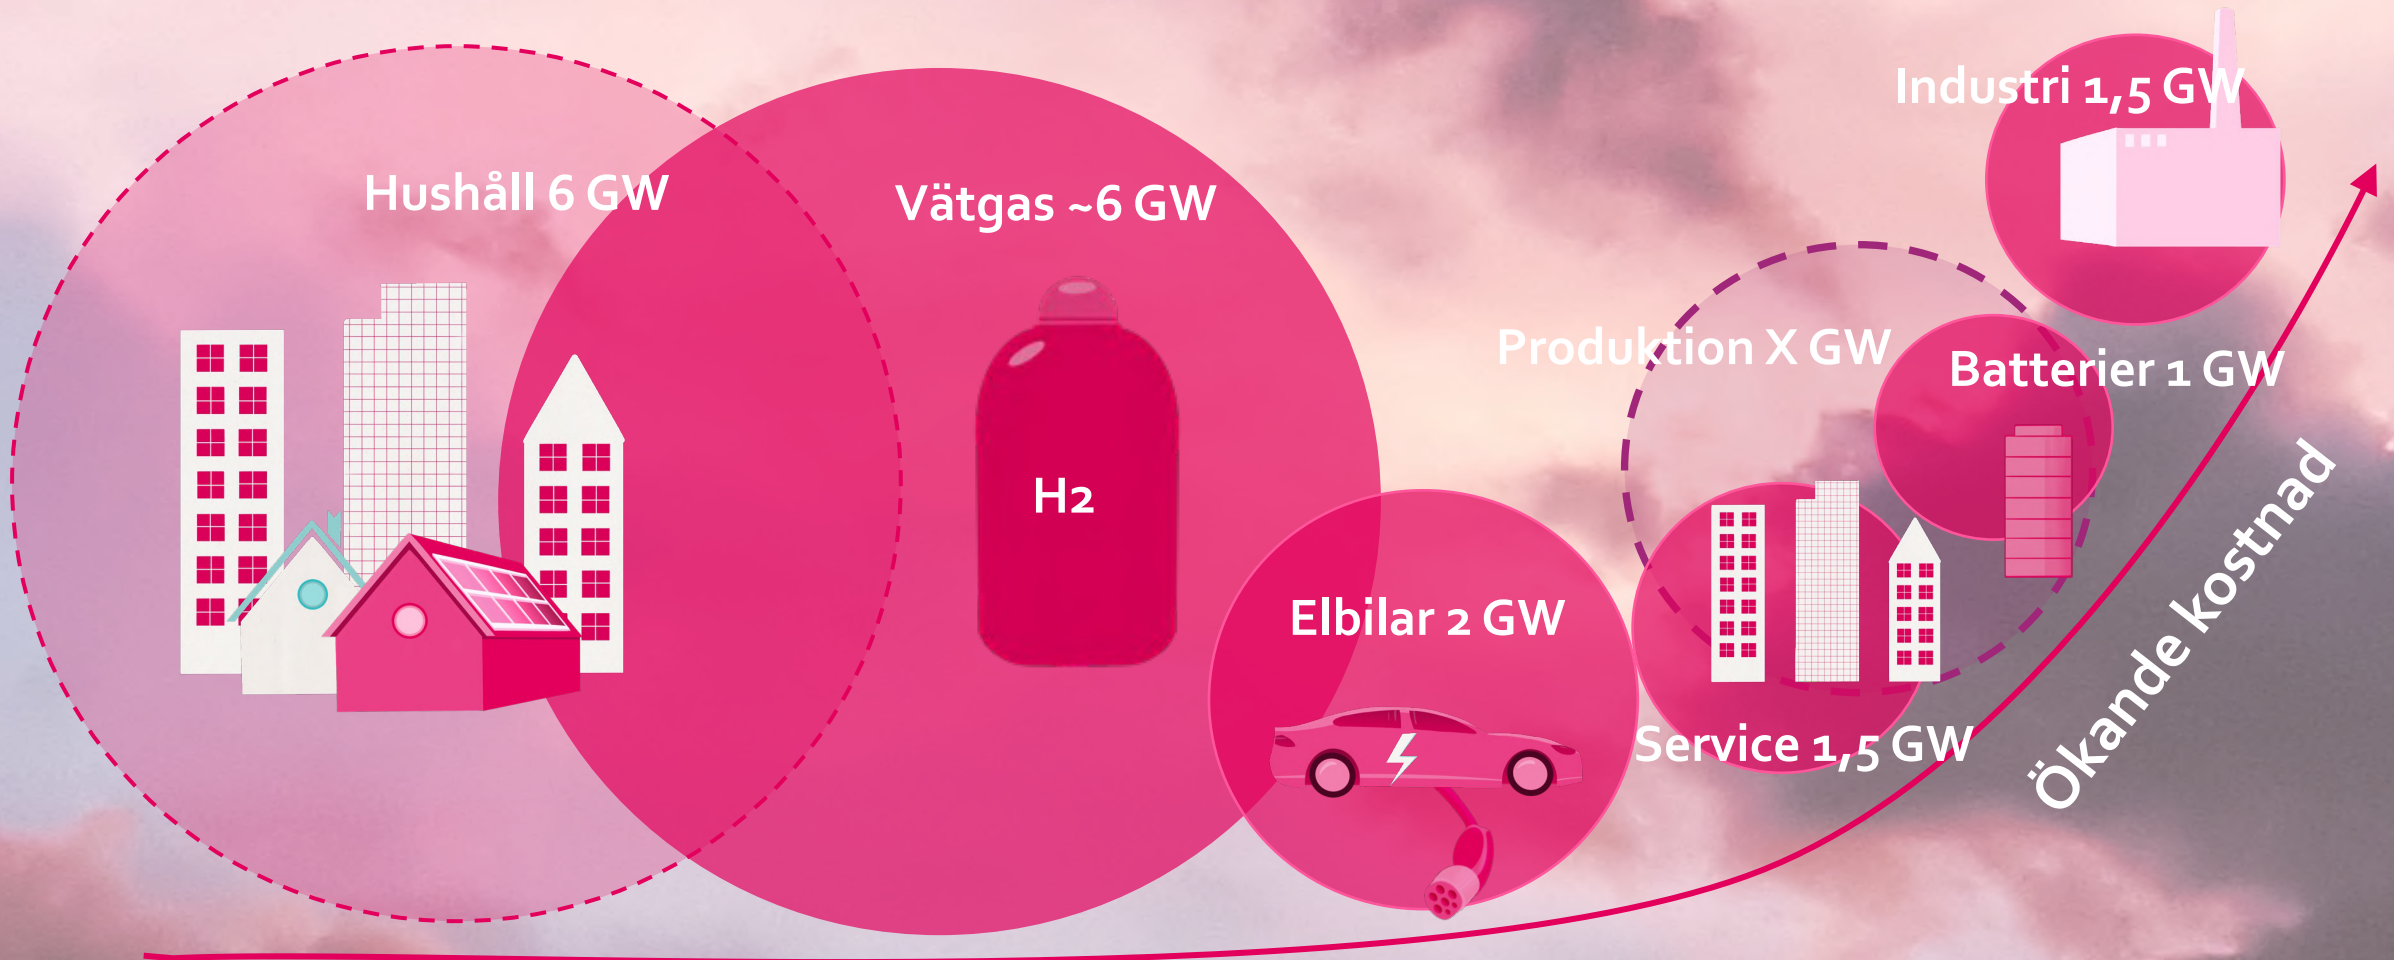 Hushåll 6 GW
Vätgas ~6 GW
H2
Elbilar 2 GW
Service 1,5 GW
Produktion X GW
Batterier 1 GW
Industri 1,5 GW
Ökande kostnad